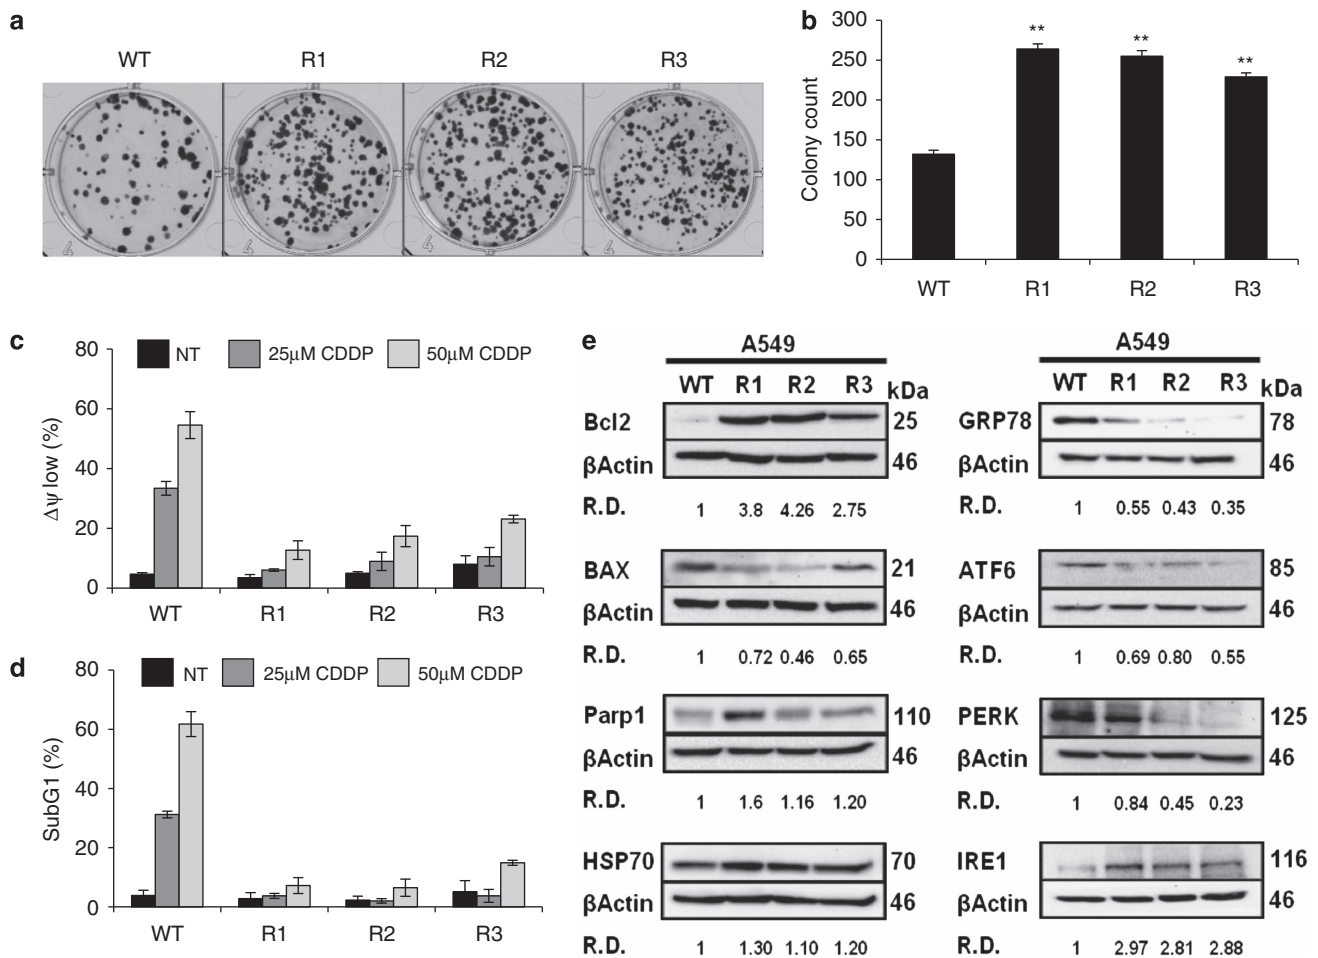 a
WT R1 R2 R3
4 4 4 4
b
300
250
200
150
100
50
0
Colony count
** ** **
WT R1 R2 R3
c
NT 25μM CDDP 50μM CDDP
80
60
40
20
0
Δψ low (%)
WT R1 R2 R3
d
NT 25μM CDDP 50μM CDDP
80
60
40
20
0
SubG1 (%)
WT R1 R2 R3
e
A549
WT R1 R2 R3 kDa
Bcl2 25
βActin 46
R.D. 1 3.8 4.26 2.75
BAX 21
βActin 46
R.D. 1 0.72 0.46 0.65
Parp1 110
βActin 46
R.D. 1 1.6 1.16 1.20
HSP70 70
βActin 46
R.D. 1 1.30 1.10 1.20
A549
WT R1 R2 R3 kDa
GRP78 78
βActin 46
R.D. 1 0.55 0.43 0.35
ATF6 85
βActin 46
R.D. 1 0.69 0.80 0.55
PERK 125
βActin 46
R.D. 1 0.84 0.45 0.23
IRE1 116
βActin 46
R.D. 1 2.97 2.81 2.88